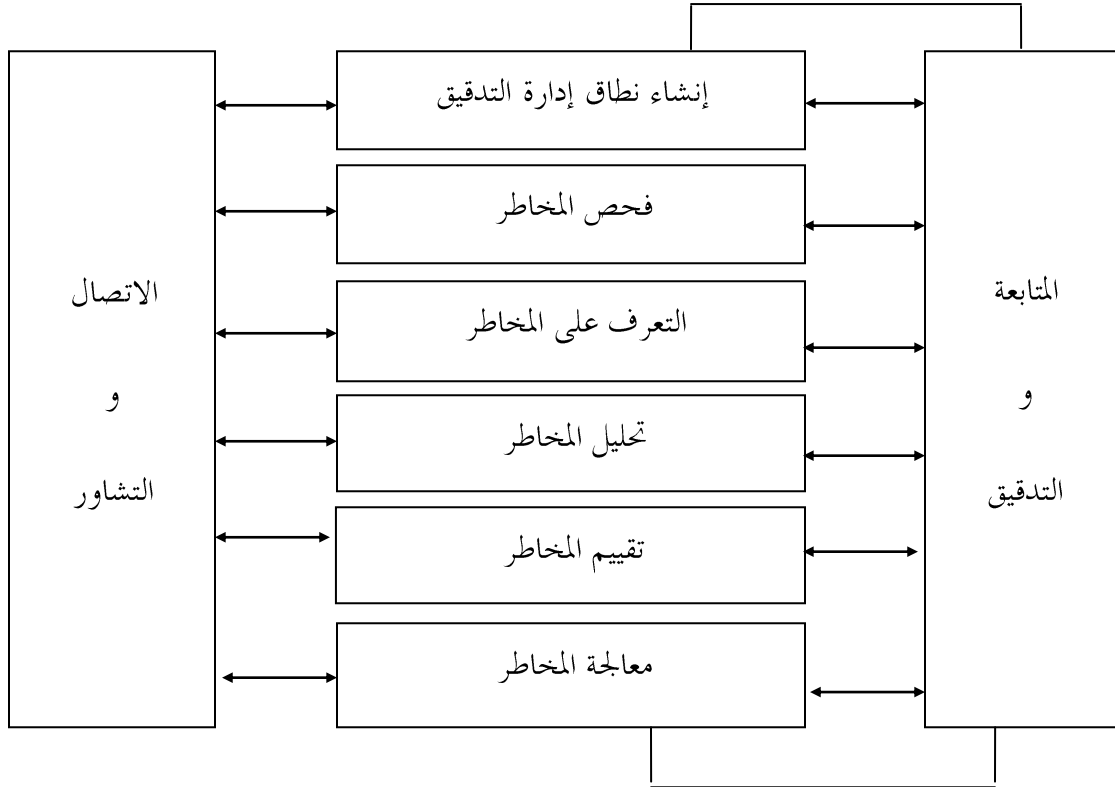 إنشاء نطاق إدارة التدقيق
فحص المخاطر
التعرف على المخاطر
تحليل المخاطر
تقييم المخاطر
معالجة المخاطر
المتابعة
و
التدقيق
الاتصال
و
التشاور